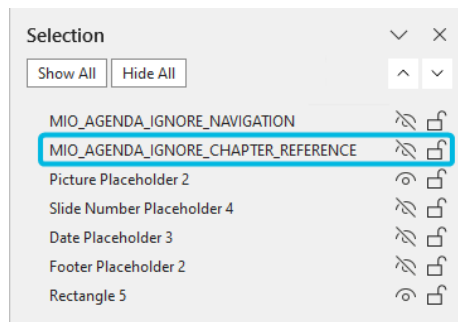 Selection
Show All Hide All
MIO_AGENDA_IGNORE_NAVIGATION
MIO_AGENDA_IGNORE_CHAPTER_REFERENCE
Picture Placeholder 2
Slide Number Placeholder 4
Date Placeholder 3
Footer Placeholder 2
Rectangle 5